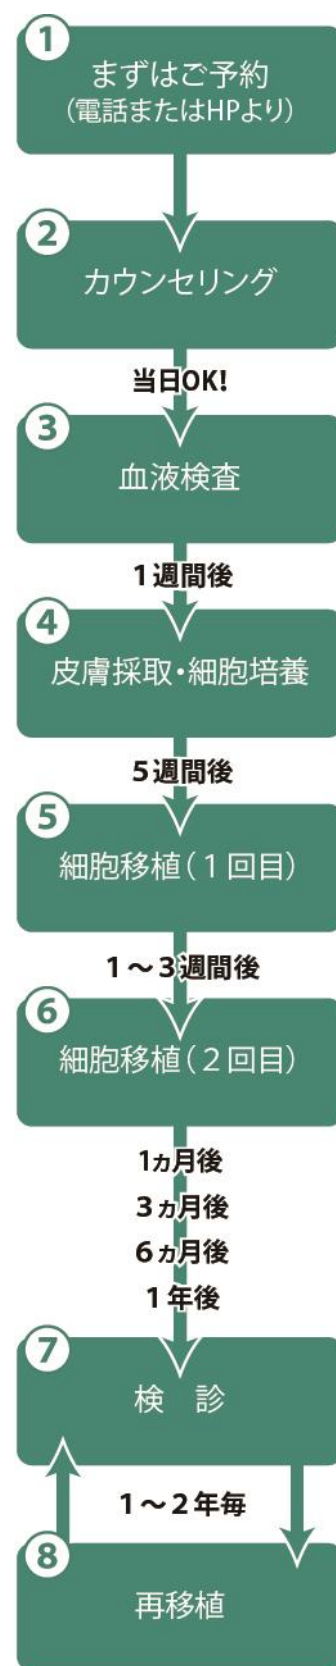 1
まずはご予約
（電話またはHPより）
2
カウンセリング
当日OK!
3
血液検査
1週間後
4
皮膚採取・細胞培養
5週間後
5
細胞移植（１回目）
１～３週間後
6
細胞移植（２回目）
1ヵ月後
３ヵ月後
６ヵ月後
１年後
7
検　診
１～２年毎
8
再移植